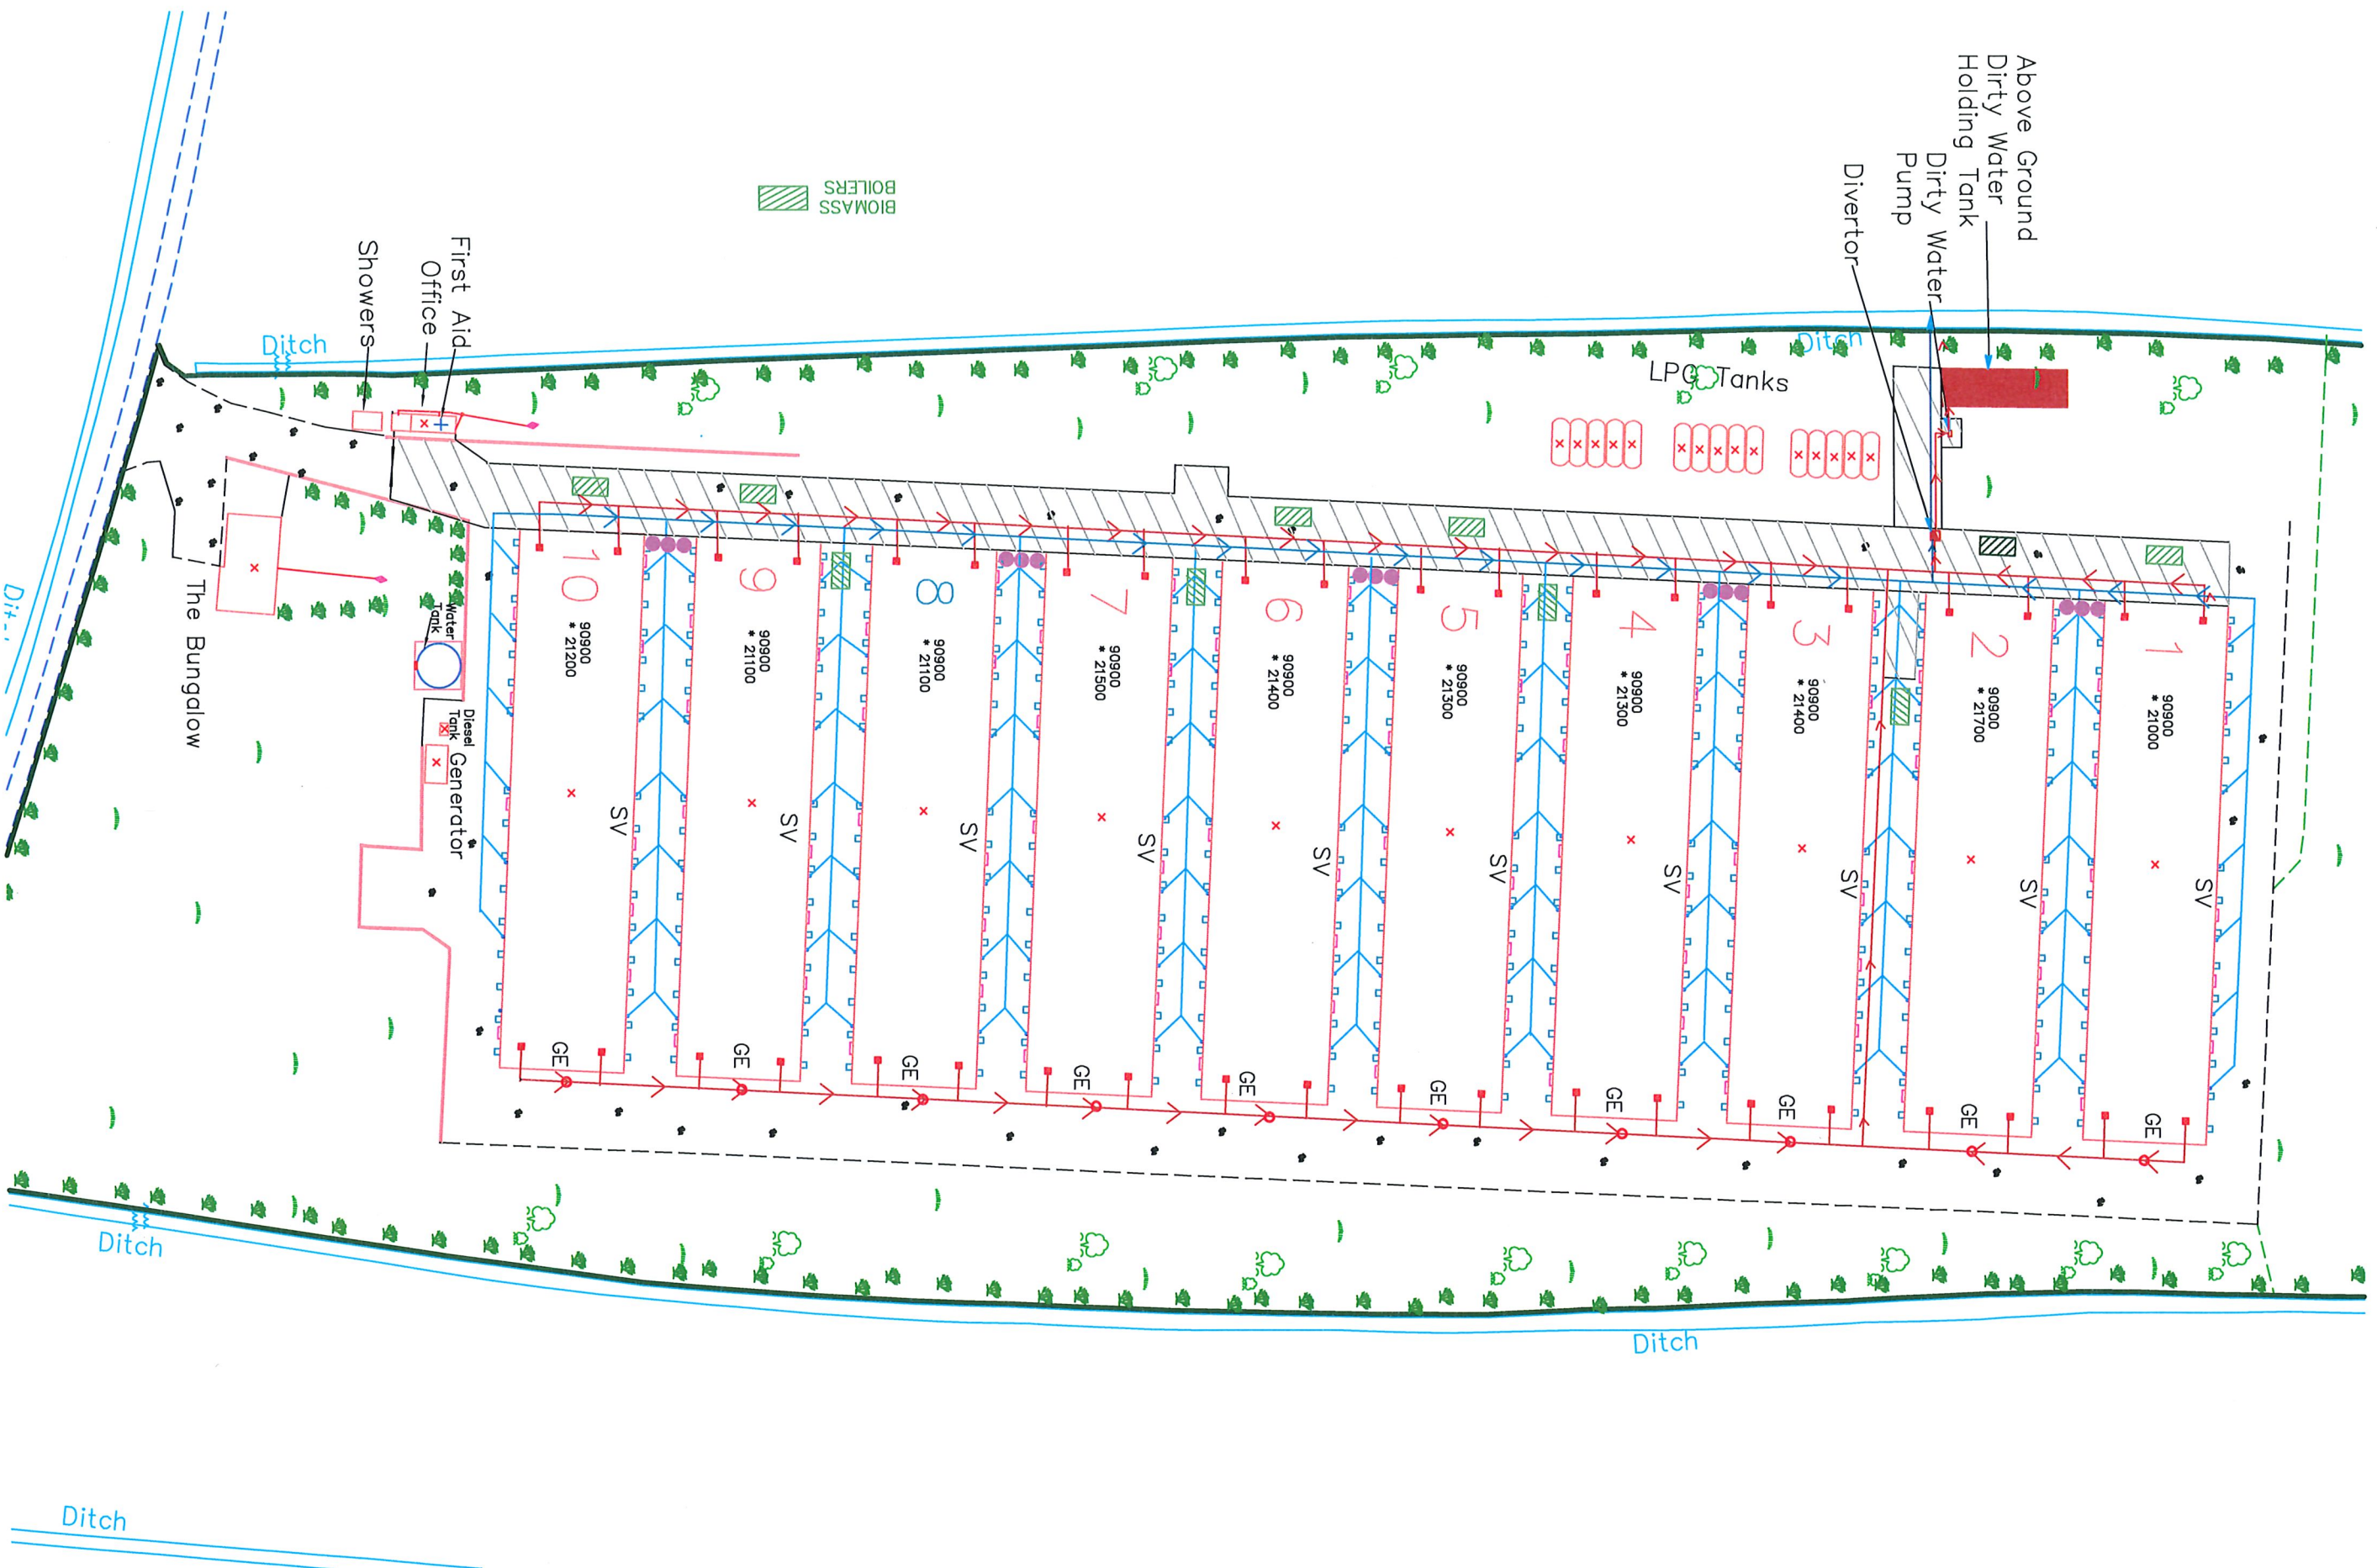 Above Ground
Dirty Water
Holding Tank
Dirty Water
Pump
Divertor
BIOMASS
BOILERS
First Aid
Office
Showers
Ditch
Ditch
LPG Tanks
10
90900
* 21200
9
90900
* 21100
8
90900
* 21100
7
90900
* 21500
6
90900
* 21400
5
90900
* 21300
4
90900
* 21300
3
90900
* 21400
2
90900
* 21700
1
90900
* 21000
Water
Tank
The Bungalow
Diesel
Tank
Generator
SV
SV
SV
SV
SV
SV
SV
SV
SV
SV
GE
GE
GE
GE
GE
GE
GE
GE
GE
GE
Ditch
Ditch
Ditch